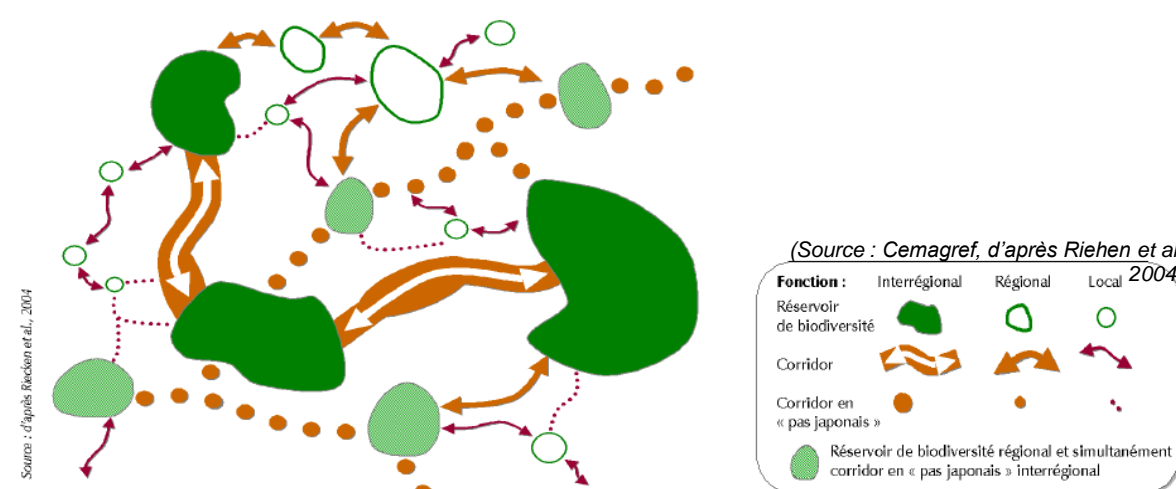 (Source : Cemagref, d'après Riehen et al
2004
Fonction : Interrégional Régional Local
Réservoir
de biodiversité
Corridor
Corridor en
« pas japonais »
Réservoir de biodiversité régional et simultanément
corridor en « pas japonais » interrégional
Source : d'après Riecken et al., 2004